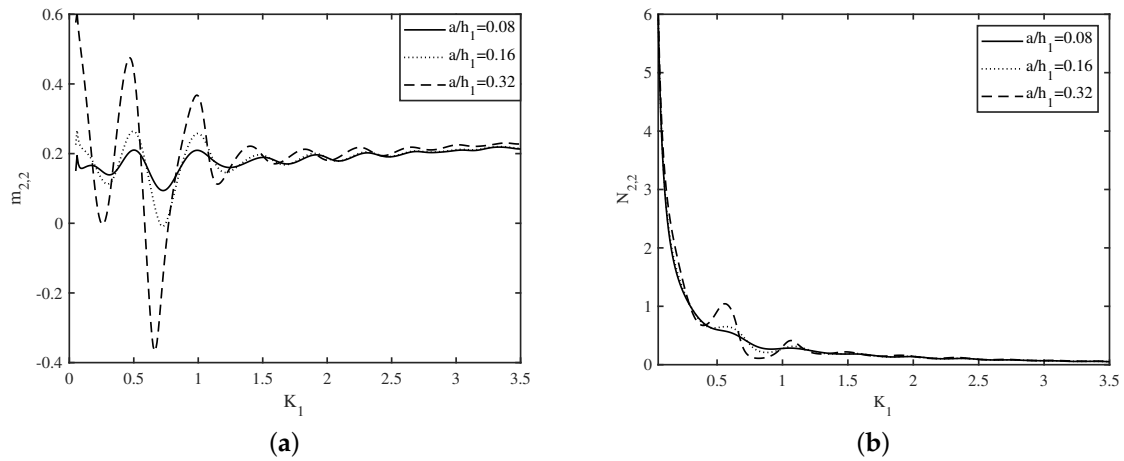 0.6
0.4
0.2
0
-0.2
-0.4
m2,2
0 0.5 1 1.5 2 2.5 3 3.5
K1
a/h1=0.08
a/h1=0.16
a/h1=0.32
(a)
6
5
4
3
2
1
0
N2,2
0.5 1 1.5 2 2.5 3 3.5
K1
a/h1=0.08
a/h1=0.16
a/h1=0.32
(b)